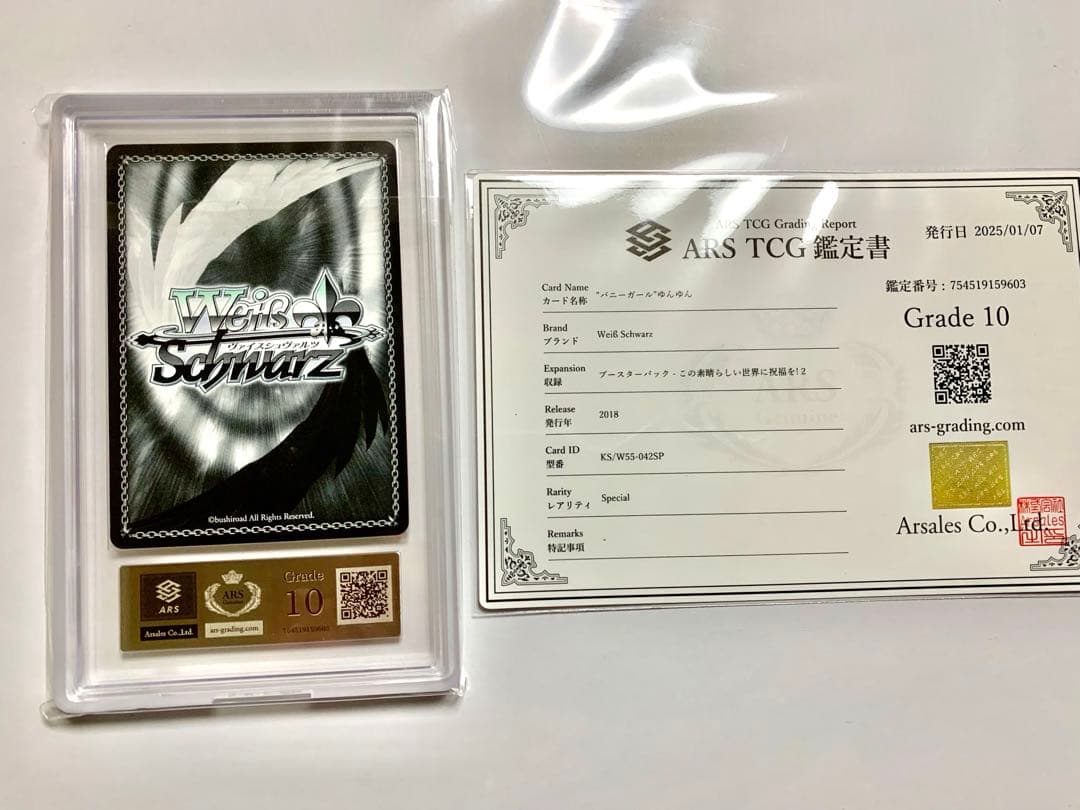 Weiß
ヴァイスシュヴァルツ
Schwarz
©bushiroad All Rights Reserved.
ARS
Arsales Co.,Ltd.
ARS
Genuine
ars-grading.com
Grade
10
754519159603
ARS TCG Grading Report
ARS TCG 鑑定書
発行日 2025/01/07
Card Name
カード名称
"バニーガール"ゆんゆん
Brand
ブランド
Weiß Schwarz
Expansion
収録
ブースターパック - この素晴らしい世界に祝福を! 2
Release
発行年
2018
Card ID
型番
KS/W55-042SP
Rarity
レアリティ
Special
Remarks
特記事項
鑑定番号 : 754519159603
Grade 10
ars-grading.com
Arsales Co.,Ltd.
ARS
Genuine